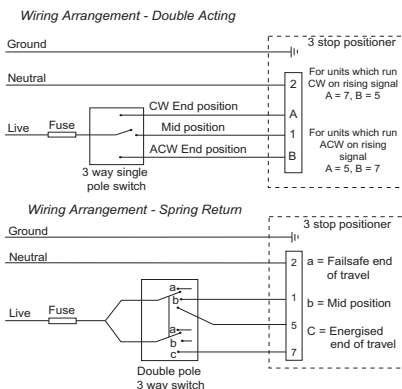 Wiring Arrangement - Double Acting
Ground
3 stop positioner
Neutral
2
For units which run
CW on rising signal
A = 7, B = 5
CW End position
A
Live
Fuse
Mid position
1
For units which run
ACW on rising
signal
A = 5, B = 7
ACW End position
B
3 way single
pole switch
Wiring Arrangement - Spring Return
Ground
3 stop positioner
Neutral
2
a = Failsafe end
of travel
a
b
1
b = Mid position
Live
Fuse
5
C = Energised
end of travel
a
b
c
7
Double pole
3 way switch